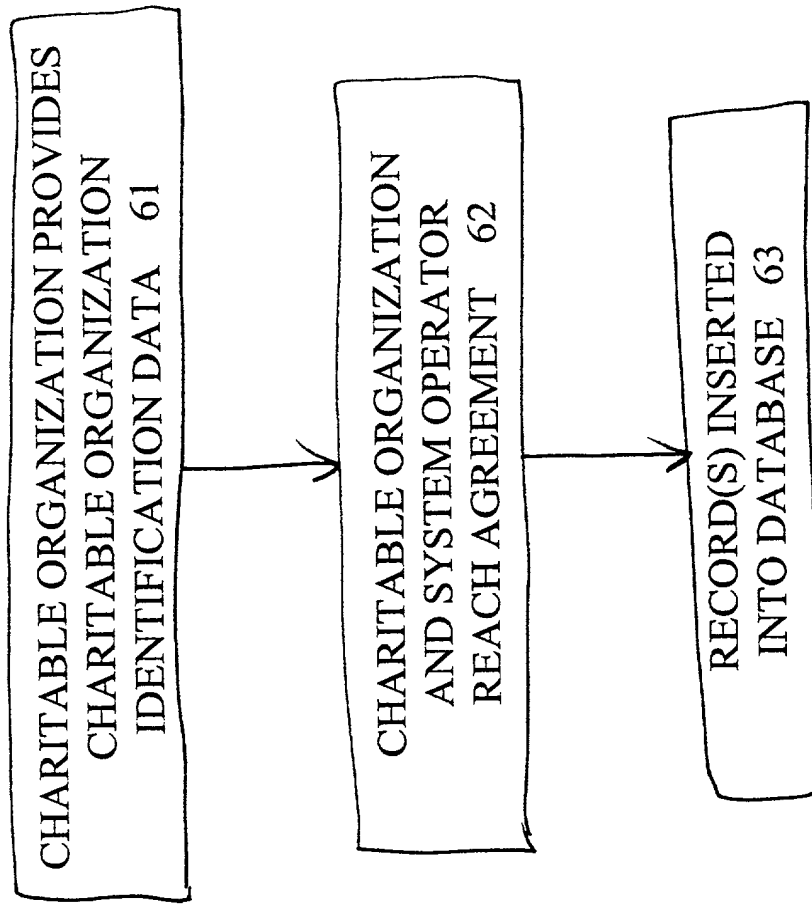 CHARITABLE ORGANIZATION PROVIDES
CHARITABLE ORGANIZATION
IDENTIFICATION DATA 61
CHARITABLE ORGANIZATION
AND SYSTEM OPERATOR
REACH AGREEMENT 62
RECORD(S) INSERTED
INTO DATABASE 63